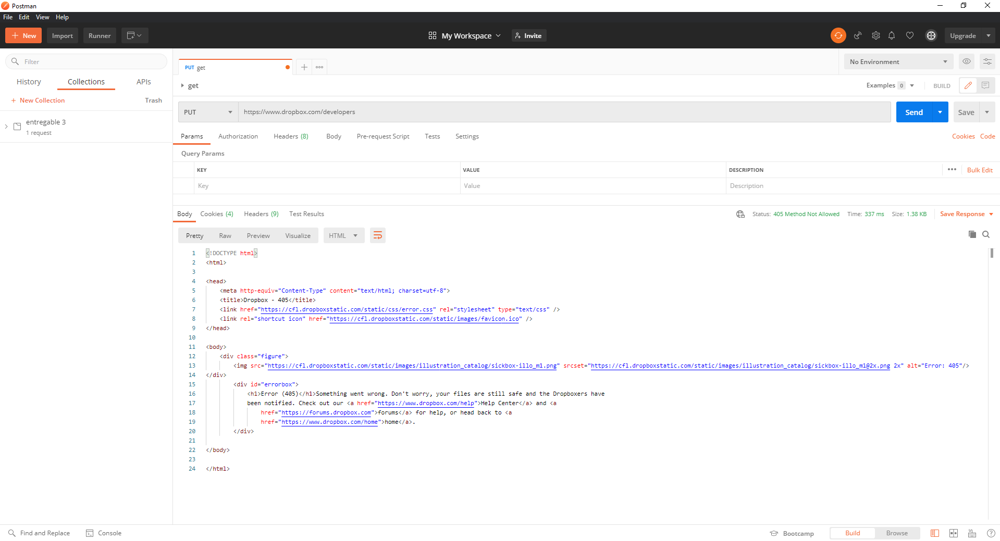 Postman
File Edit View Help
New Import Runner My Workspace Invite Upgrade
Filter
History Collections APIs
New Collection Trash
entregable 3
1 request
PUT get
No Environment
get
Examples 0 BUILD
PUT https://www.dropbox.com/developers Send Save
Params Authorization Headers (8) Body Pre-request Script Tests Settings Cookies Code
Query Params
KEY VALUE DESCRIPTION Bulk Edit
Key Value Description
Body Cookies (4) Headers (9) Test Results Status: 405 Method Not Allowed Time: 337 ms Size: 1.38 KB Save Response
Pretty Raw Preview Visualize HTML
1 <!DOCTYPE html>
2 <html>
3
4 <head>
5 <meta http-equiv="Content-Type" content="text/html; charset=utf-8">
6 <title>Dropbox - 405</title>
7 <link href="https://cfl.dropboxstatic.com/static/css/error.css" rel="stylesheet" type="text/css" />
8 <link rel="shortcut icon" href="https://cfl.dropboxstatic.com/static/images/favicon.ico" />
9 </head>
10
11 <body>
12 <div class="figure">
13 <img src="https://cfl.dropboxstatic.com/static/images/illustration_catalog/sickbox-illo_m1.png" srcset="https://cfl.dropboxstatic.com/static/images/illustration_catalog/sickbox-illo_m1@2x.png 2x" alt="Error: 405"/>
14 </div>
15 <div id="errorbox">
16 <h1>Error (405)</h1>Something went wrong. Don't worry, your files are still safe and the Dropboxers have
17 been notified. Check out our <a href="https://www.dropbox.com/help">Help Center</a> and <a
18 href="https://forums.dropbox.com">forums</a> for help, or head back to <a
19 href="https://www.dropbox.com/home">home</a>.
20 </div>
21
22 </body>
23
24 </html>
Find and Replace Console Bootcamp Build Browse